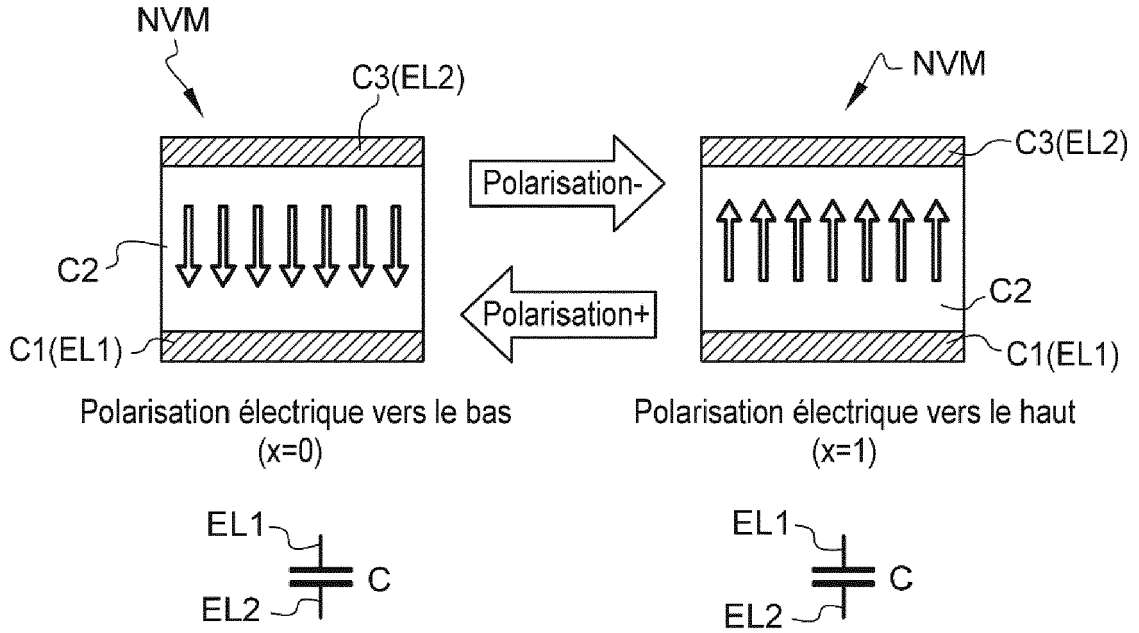 NVM
C3(EL2)
C2
C1(EL1)
Polarisation électrique vers le bas
(x=0)
EL1
C
EL2
Polarisation-
Polarisation+
NVM
C3(EL2)
C2
C1(EL1)
Polarisation électrique vers le haut
(x=1)
EL1
C
EL2